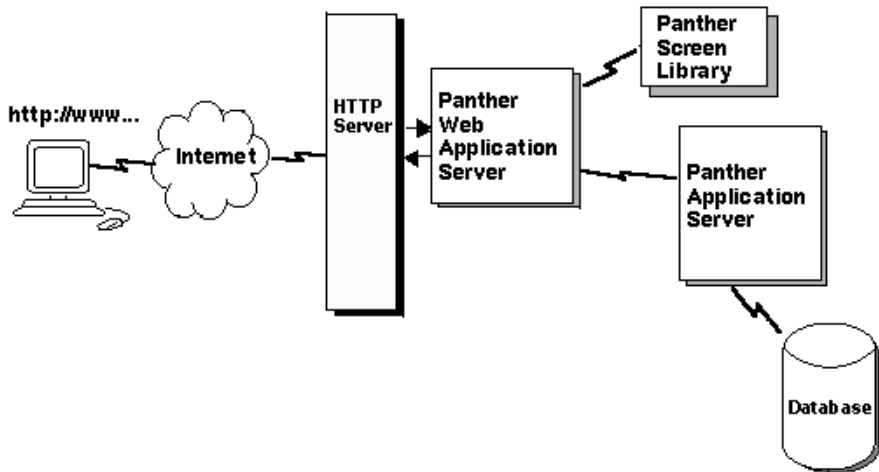 http://www...
Internet
HTTP
Server
Panther
Web
Application
Server
Panther
Screen
Library
Panther
Application
Server
Database